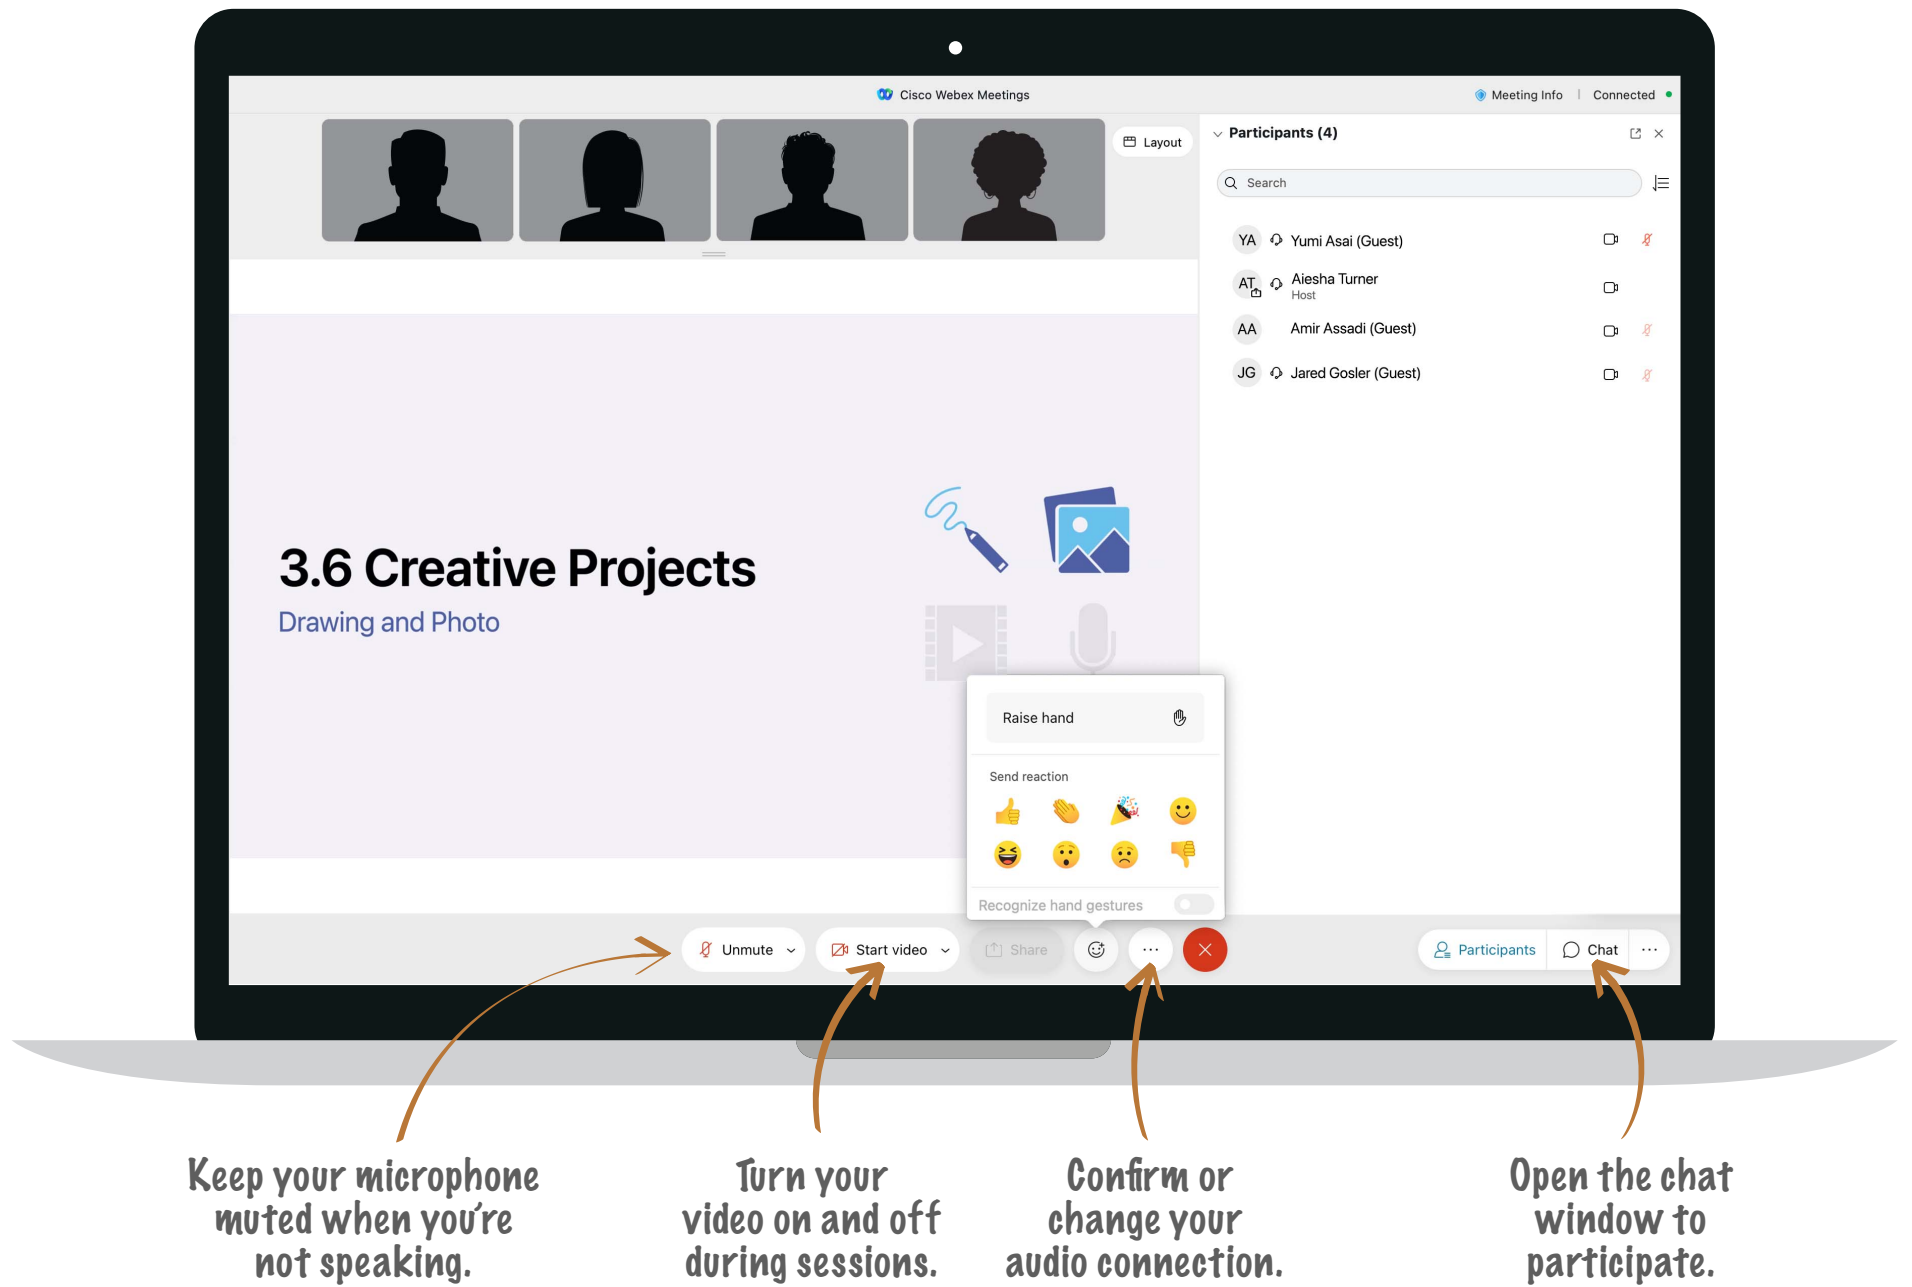 Cisco Webex Meetings
Meeting Info | Connected
Layout
Participants (4)
Search
YA Yumi Asai (Guest)
AT Aiesha Turner
Host
AA Amir Assadi (Guest)
JG Jared Gosler (Guest)
3.6 Creative Projects
Drawing and Photo
Raise hand
Send reaction
Recognize hand gestures
Unmute
Start video
Share
Participants
Chat
Keep your microphone
muted when you're
not speaking.
Turn your
video on and off
during sessions.
Confirm or
change your
audio connection.
Open the chat
window to
participate.